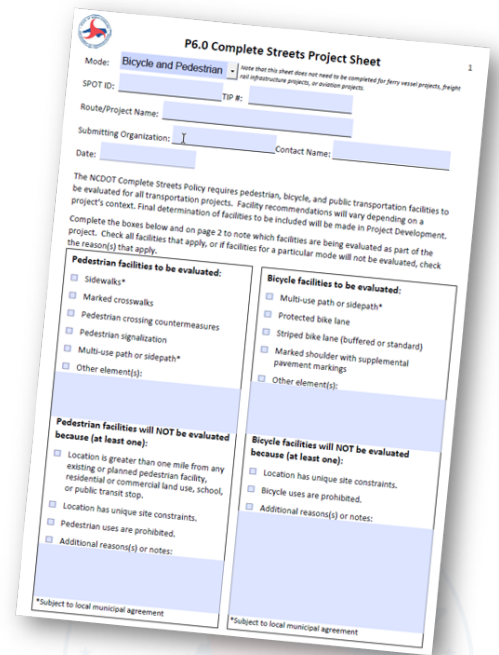 P6.0 Complete Streets Project Sheet
1
Mode: Bicycle and Pedestrian
Note that this sheet does not need to be completed for ferry vessel projects, freight
rail infrastructure projects, or aviation projects.
SPOT ID: TIP #:
Route/Project Name:
Submitting Organization: Contact Name:
Date:
The NCDOT Complete Streets Policy requires pedestrian, bicycle, and public transportation facilities to
be evaluated for all transportation projects. Facility recommendations will vary depending on a
project's context. Final determination of facilities to be included will be made in Project Development.
Complete the boxes below and on page 2 to note which facilities are being evaluated as part of the
project. Check all facilities that apply, or if facilities for a particular mode will not be evaluated, check
the reason(s) that apply.
Pedestrian facilities to be evaluated:
Sidewalks*
Marked crosswalks
Pedestrian crossing countermeasures
Pedestrian signalization
Multi-use path or sidepath*
Other element(s):
Pedestrian facilities will NOT be evaluated
because (at least one):
Location is greater than one mile from any
existing or planned pedestrian facility,
residential or commercial land use, school,
or public transit stop.
Location has unique site constraints.
Pedestrian uses are prohibited.
Additional reasons(s) or notes:
*Subject to local municipal agreement
Bicycle facilities to be evaluated:
Multi-use path or sidepath*
Protected bike lane
Striped bike lane (buffered or standard)
Marked shoulder with supplemental
pavement markings
Other element(s):
Bicycle facilities will NOT be evaluated
because (at least one):
Location has unique site constraints.
Bicycle uses are prohibited.
Additional reasons(s) or notes:
*Subject to local municipal agreement